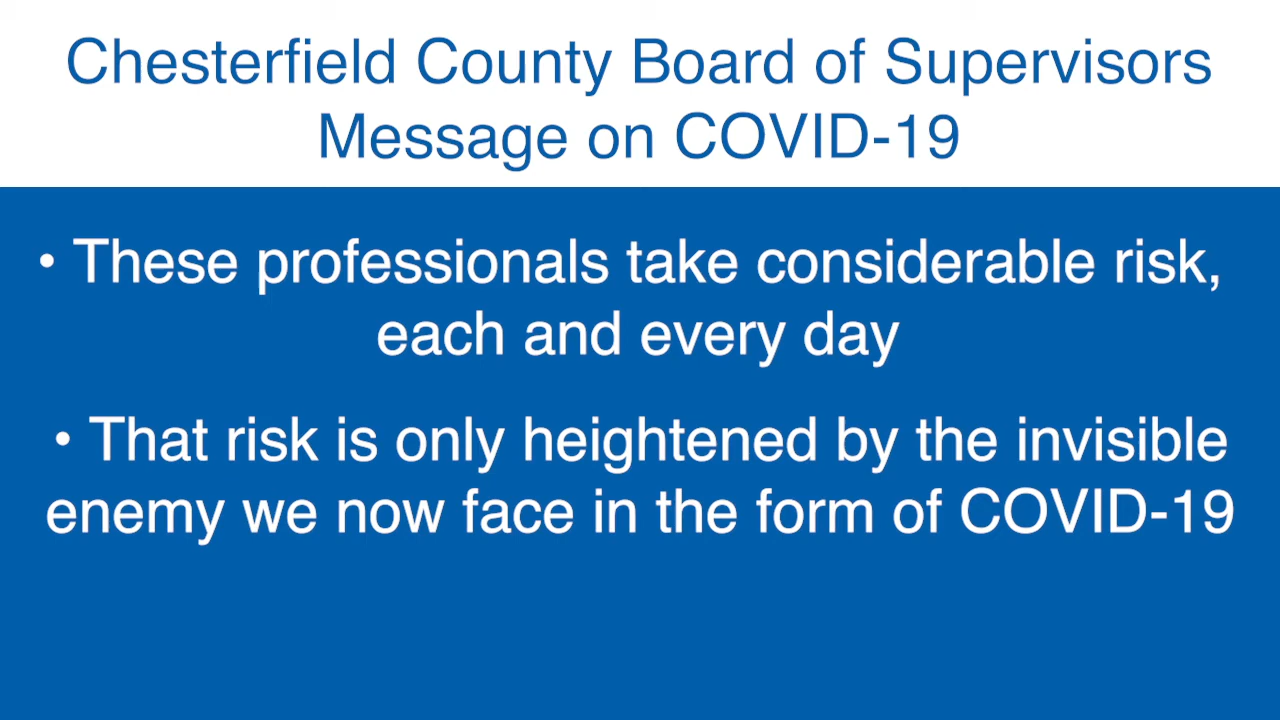 Chesterfield County Board of Supervisors
Message on COVID-19
• These professionals take considerable risk,
each and every day
• That risk is only heightened by the invisible
enemy we now face in the form of COVID-19